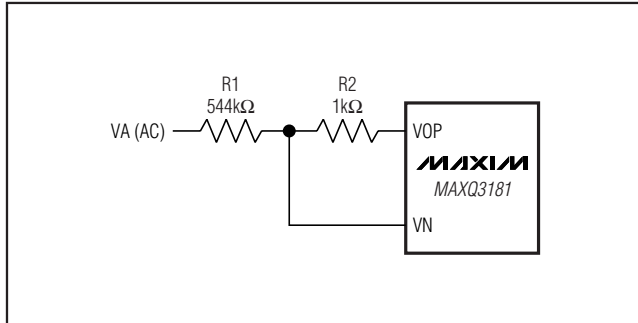 R1
544kΩ
R2
1kΩ
VA (AC)
VOP
MAXIM
MAXQ3181
VN